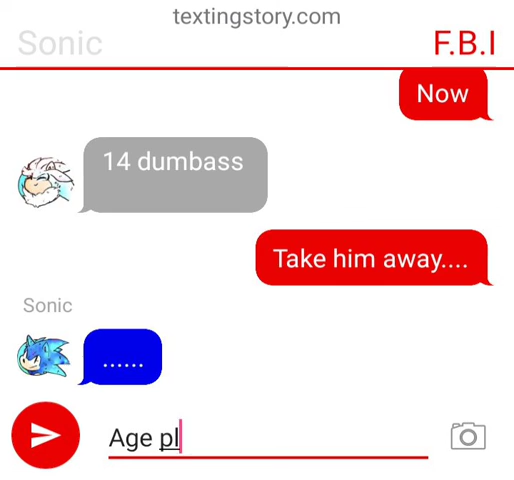 textingstory.com
Sonic
F.B.I
Now
14 dumbass
Take him away....
Sonic
......
Age pl